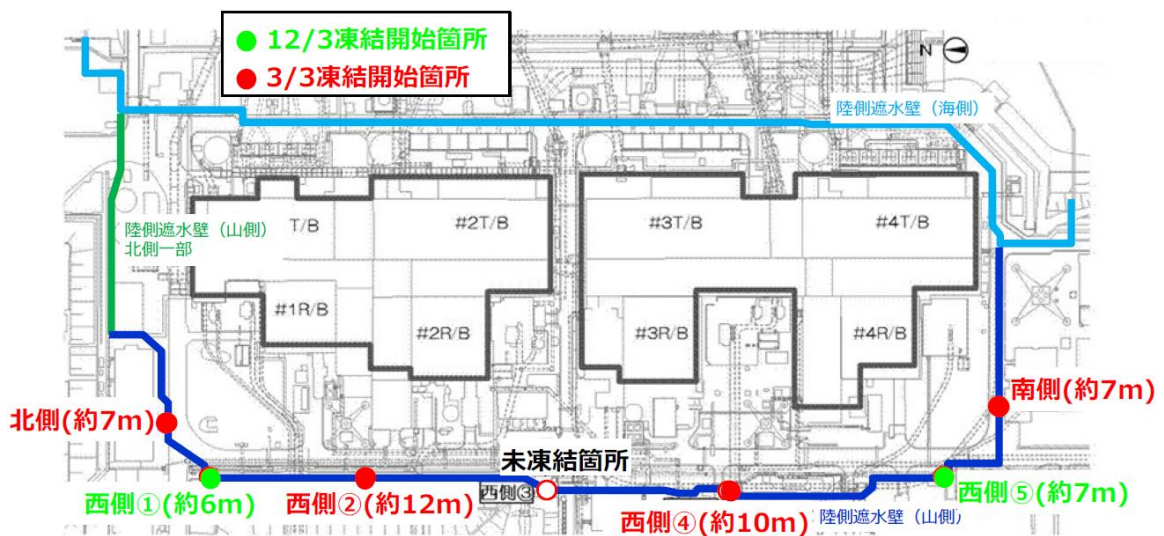 ● 12/3凍結開始箇所
● 3/3凍結開始箇所
N
陸側遮水壁（海側）
陸側遮水壁（山側）
北側一部
T/B
#2T/B
#3T/B
#4T/B
#1R/B
#2R/B
#3R/B
#4R/B
北側(約7m)
南側(約7m)
未凍結箇所
西側①(約6m)
西側②(約12m)
西側③
西側④(約10m)
陸側遮水壁（山側）
西側⑤(約7m)